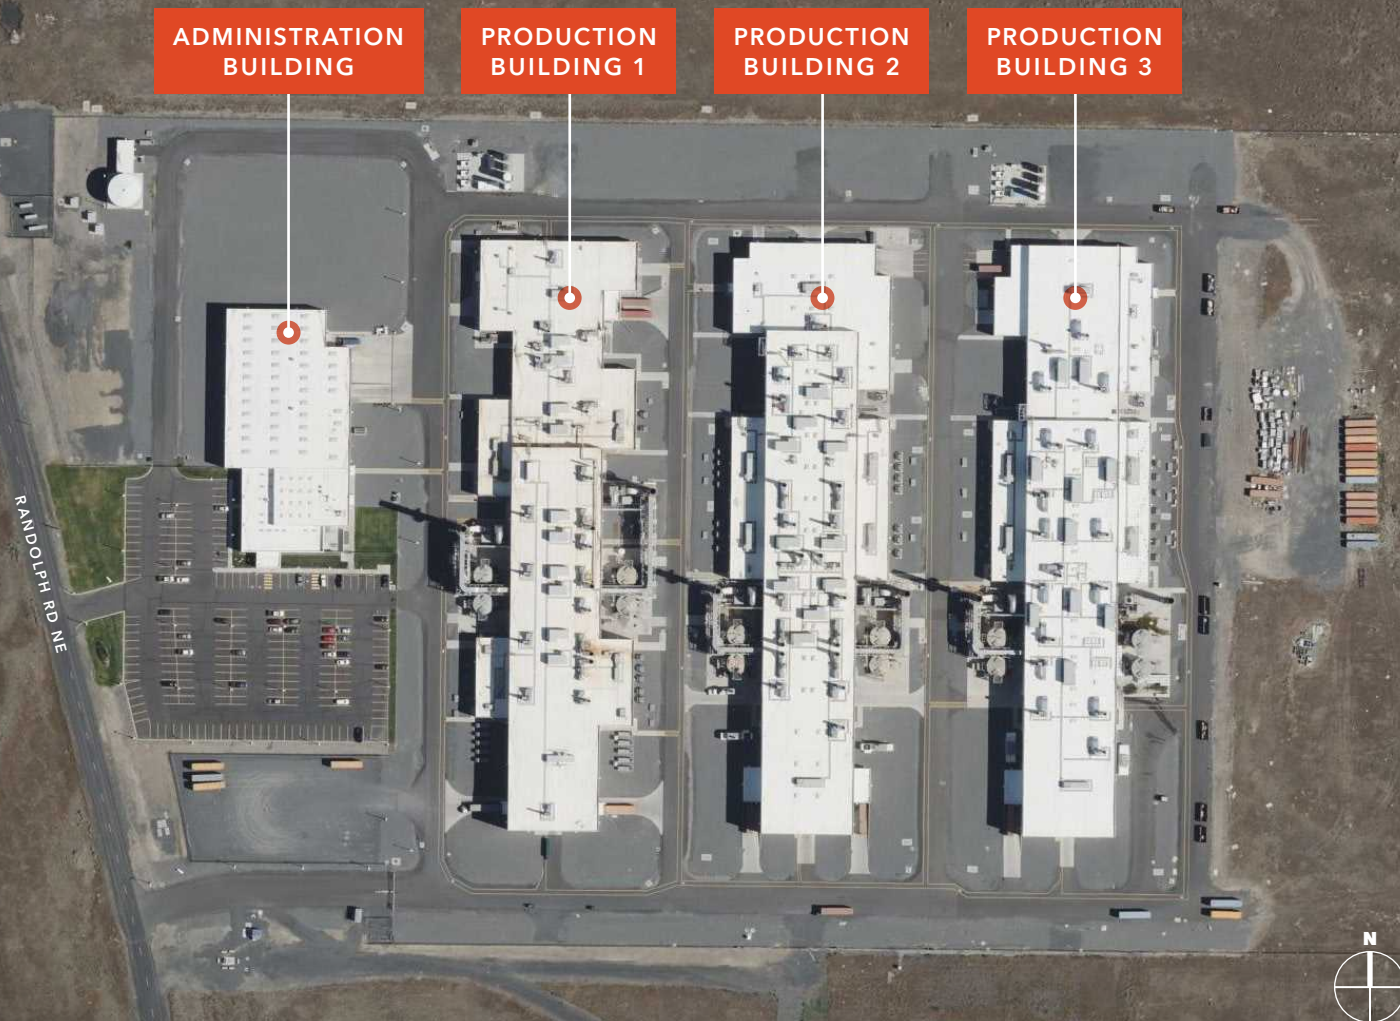 ADMINISTRATION
BUILDING
PRODUCTION
BUILDING 1
PRODUCTION
BUILDING 2
PRODUCTION
BUILDING 3
RANDOLPH RD NE
N